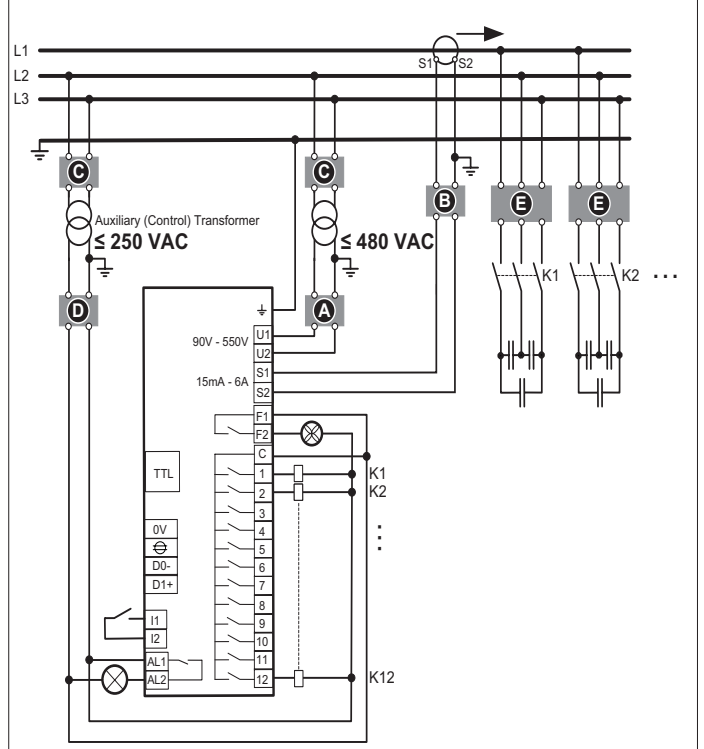 L1
S1 S2
L2
L3
C C
B E E
Auxiliary (Control) Transformer
≤ 250 VAC
≤ 480 VAC
K1 K2 ...
D A
90V - 550V
U1
U2
15mA - 6A
S1
S2
F1
F2
C
TTL
1 K1
2 K2
3
4
0V
5
6
D0-
7
D1+
8
I1
9
I2
10
AL1
11
AL2
12 K12